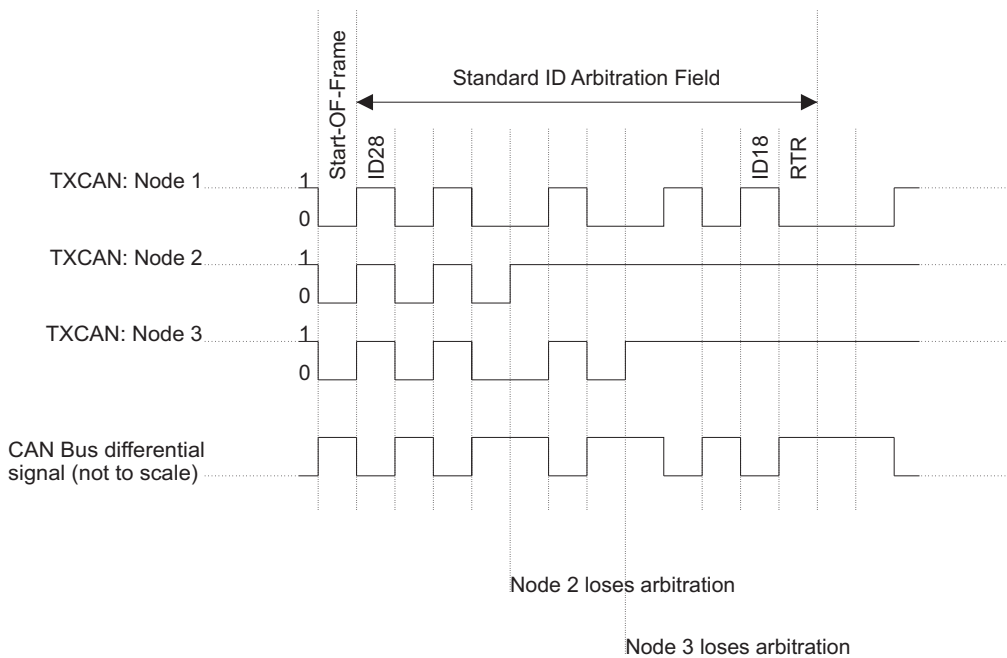 Start-OF-Frame
Standard ID Arbitration Field
ID28
ID18
RTR
TXCAN: Node 1
1
0
TXCAN: Node 2
1
0
TXCAN: Node 3
1
0
CAN Bus differential
signal (not to scale)
Node 2 loses arbitration
Node 3 loses arbitration